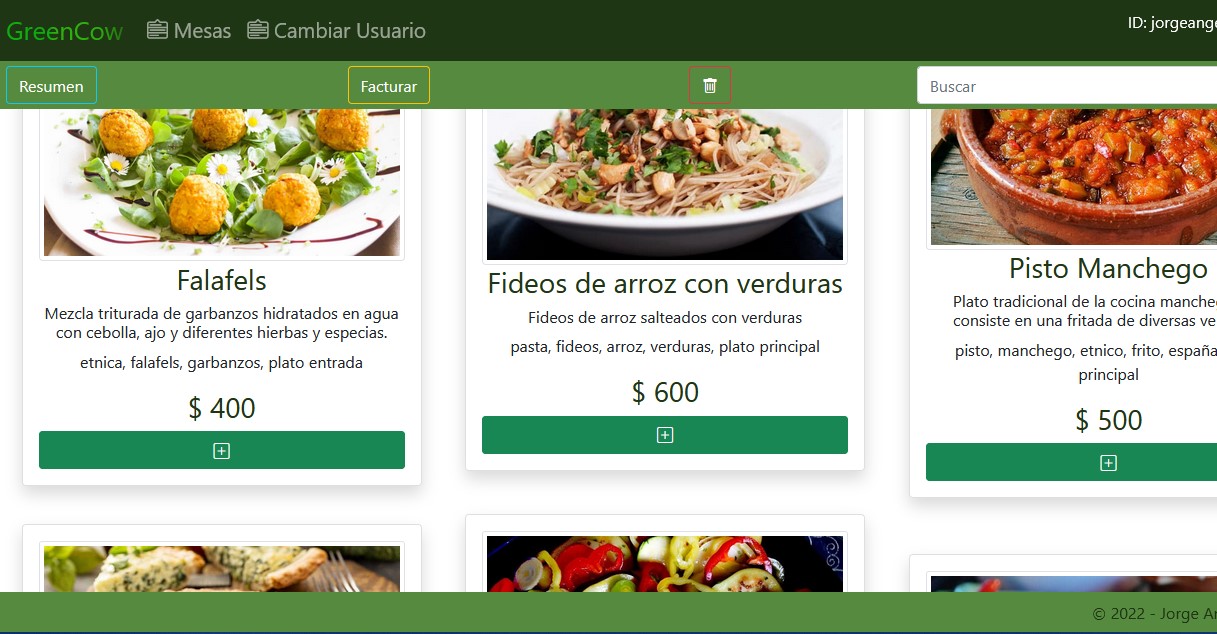 GreenCow Mesas Cambiar Usuario
ID: jorgeange
Resumen Facturar Buscar
Falafels
Mezcla triturada de garbanzos hidratados en agua
con cebolla, ajo y diferentes hierbas y especias.
etnica, falafels, garbanzos, plato entrada
$ 400
Fideos de arroz con verduras
Fideos de arroz salteados con verduras
pasta, fideos, arroz, verduras, plato principal
$ 600
Pisto Manchego
Plato tradicional de la cocina manche
consiste en una fritada de diversas ve
pisto, manchego, etnico, frito, españa
principal
$ 500
© 2022 - Jorge A